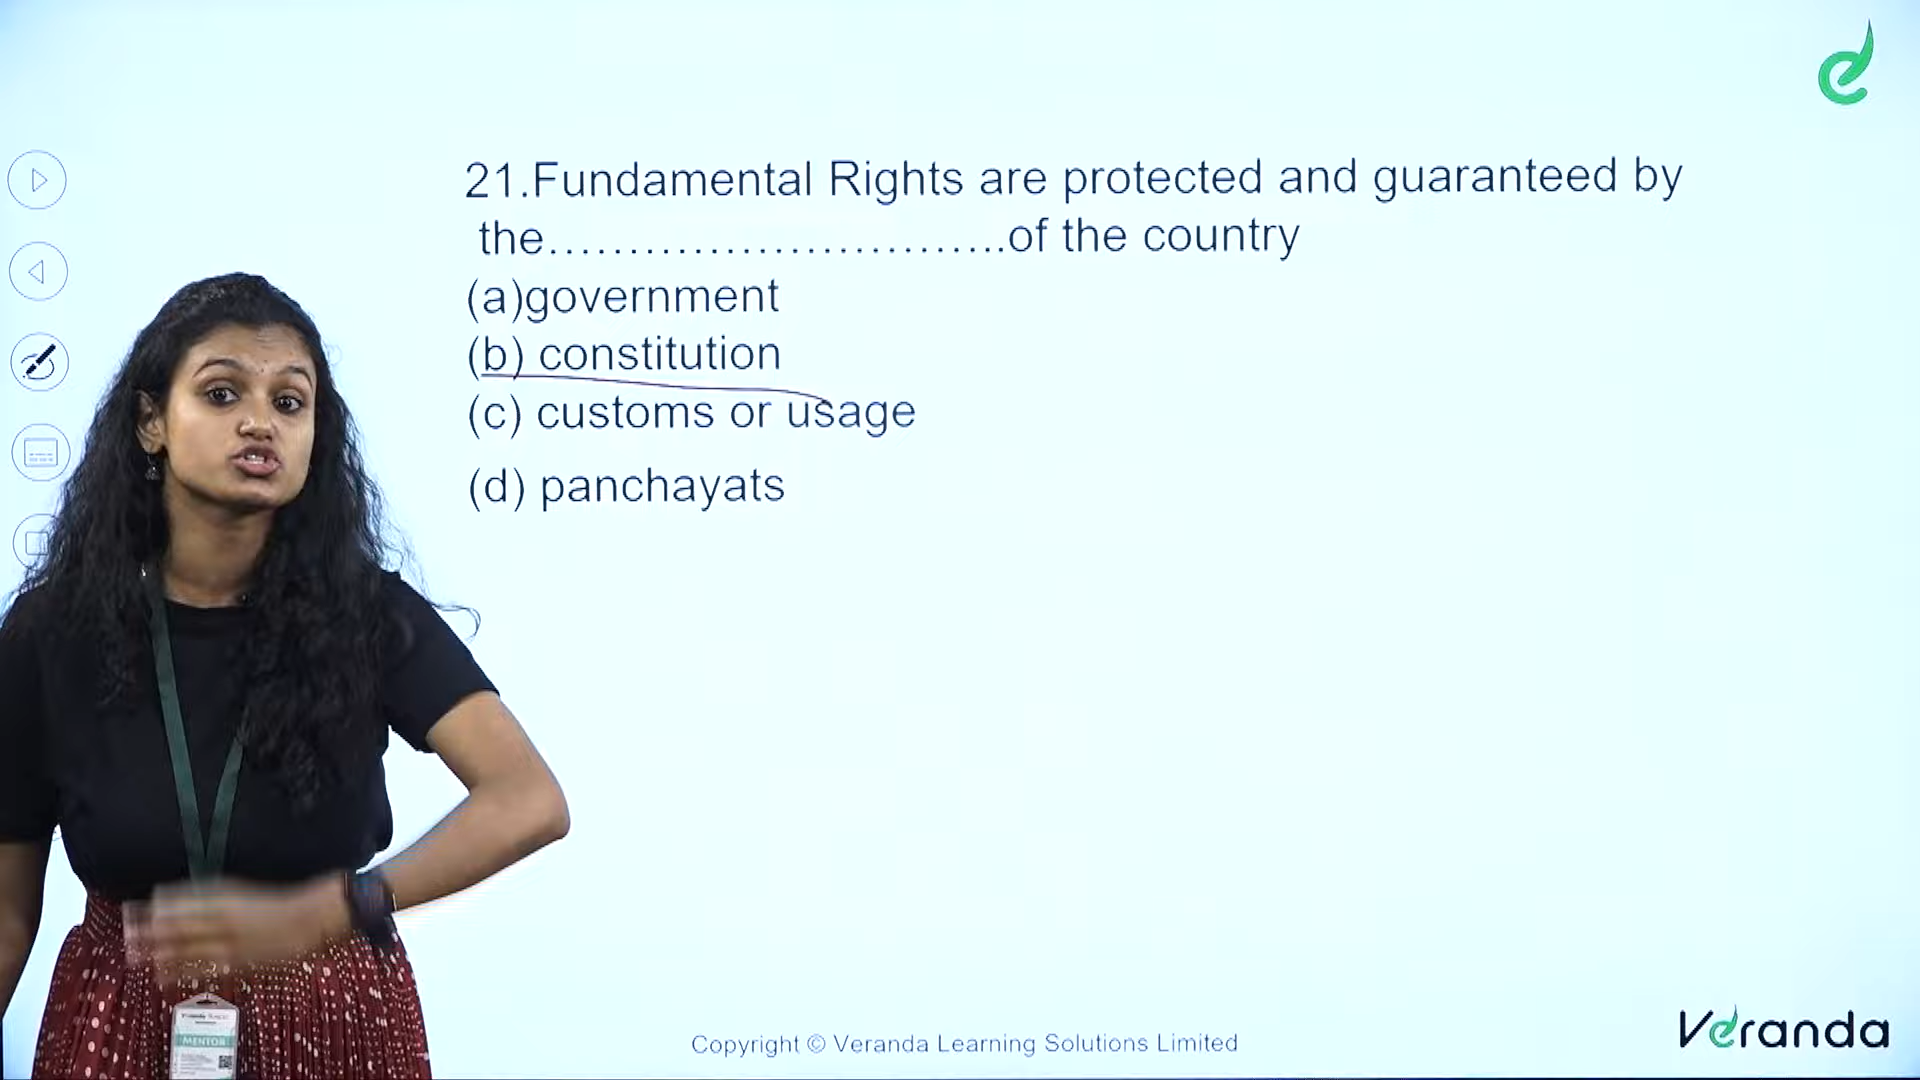 21.Fundamental Rights are protected and guaranteed by
the.............................of the country
(a)government
(b) constitution
(c) customs or usage
(d) panchayats
MENTOR
Copyright © Veranda Learning Solutions Limited
Veranda